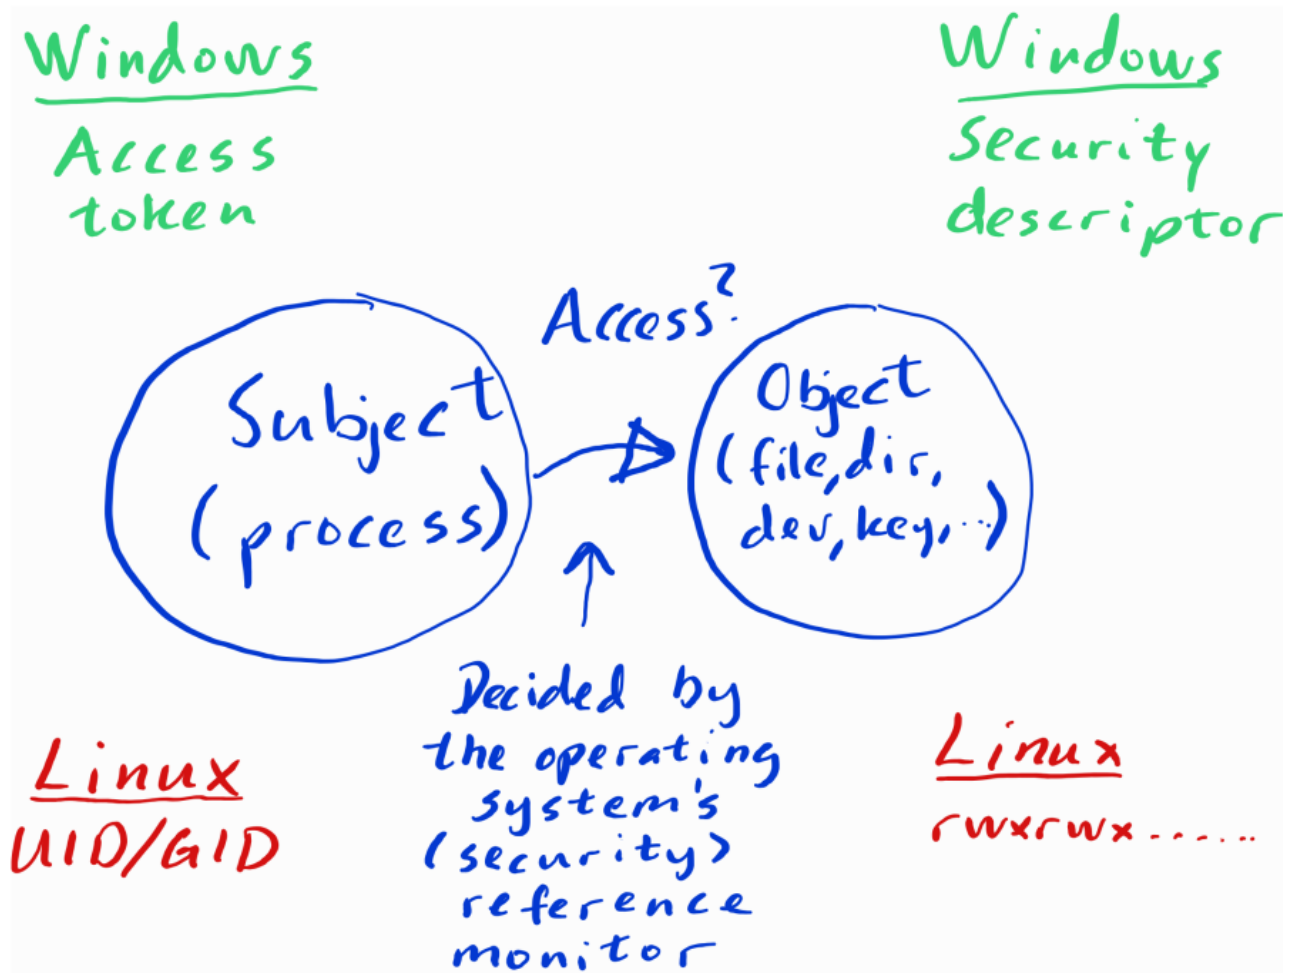 Windows
Access
token
Windows
Security
descriptor
Access?
Subject
(process)
Object
(file,dir,
dev,key,...)
Decided by
the operating
system's
(security)
reference
monitor
Linux
UID/GID
Linux
rwxrwx......